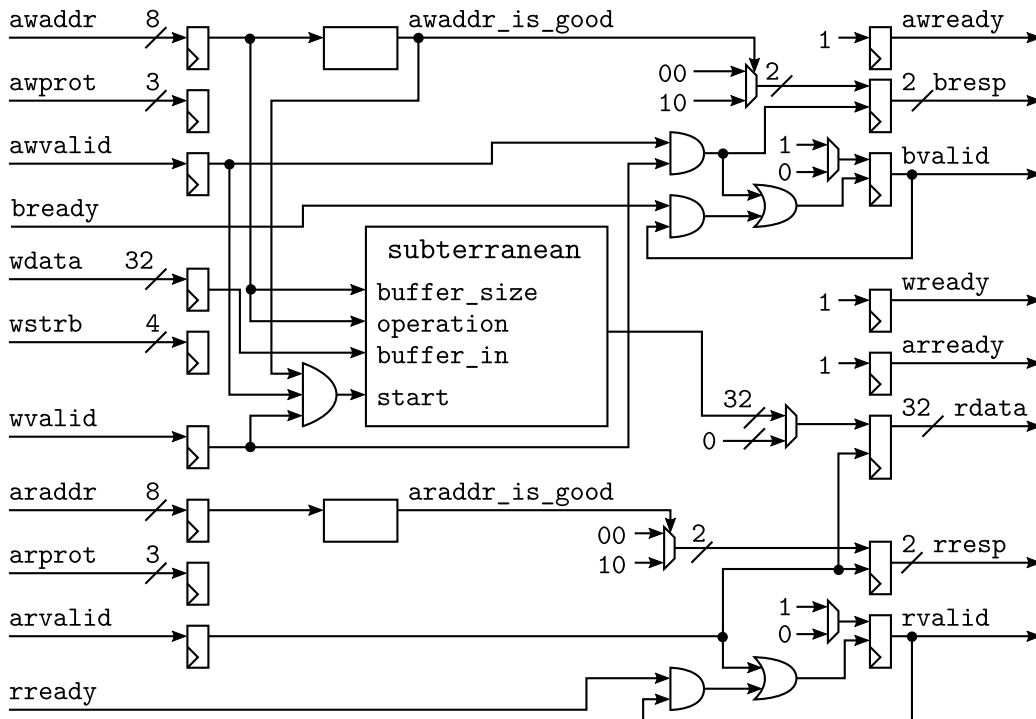 awaddr 8 awaddr_is_good awready
1
00 2 2 bresp
awprot 3 10
awvalid 1 bvalid
0
bready
subterranean
wdata 32 buffer_size wready
1
wstrb 4 operation
buffer_in arready
1
start
32 32 rdata
wvalid 0
araddr 8 araddr_is_good
00 2 2 rresp
arprot 3 10
arvalid 1 rvalid
0
rready